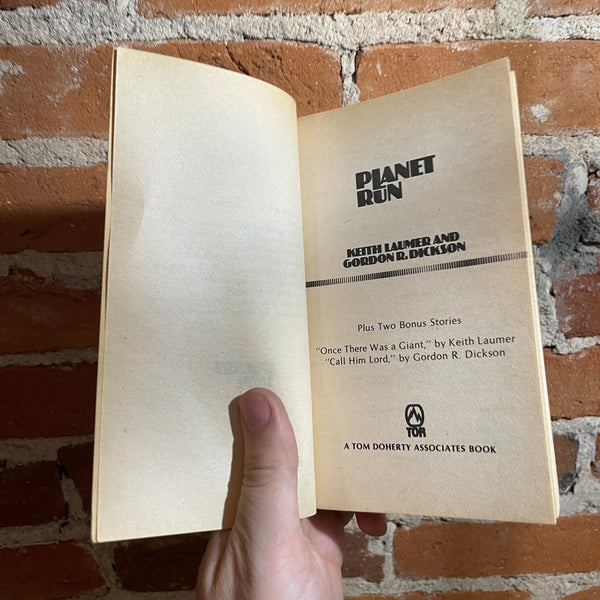 PLANET
RUN
KEITH LAUMER AND
GORDON R. DICKSON
Plus Two Bonus Stories
"Once There Was a Giant," by Keith Laumer
"Call Him Lord," by Gordon R. Dickson
TOR
A TOM DOHERTY ASSOCIATES BOOK